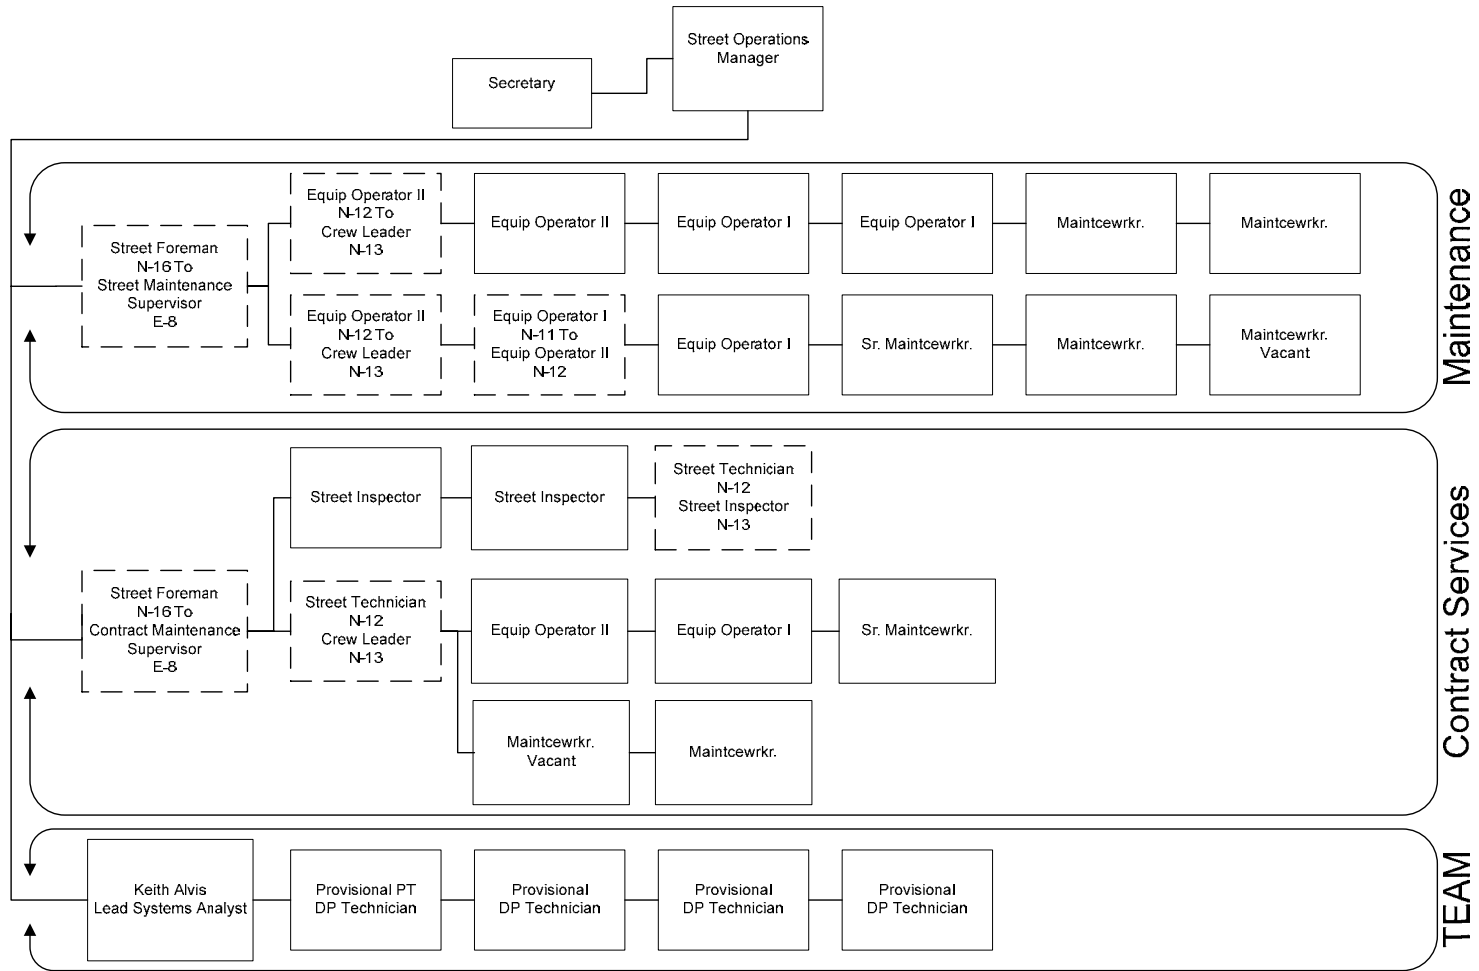 Street Operations
Manager
Secretary
Maintenance
Equip Operator II
N-12 To
Crew Leader
N-13
Equip Operator II
Equip Operator I
Equip Operator I
Maintcewrkr.
Maintcewrkr.
Street Foreman
N-16 To
Street Maintenance
Supervisor
E-8
Equip Operator II
N-12 To
Crew Leader
N-13
Equip Operator I
N-11 To
Equip Operator II
N-12
Equip Operator I
Sr. Maintcewrkr.
Maintcewrkr.
Maintcewrkr.
Vacant
Contract Services
Street Inspector
Street Inspector
Street Technician
N-12
Street Inspector
N-13
Street Foreman
N-16 To
Contract Maintenance
Supervisor
E-8
Street Technician
N-12
Crew Leader
N-13
Equip Operator II
Equip Operator I
Sr. Maintcewrkr.
Maintcewrkr.
Vacant
Maintcewrkr.
TEAM
Keith Alvis
Lead Systems Analyst
Provisional PT
DP Technician
Provisional
DP Technician
Provisional
DP Technician
Provisional
DP Technician